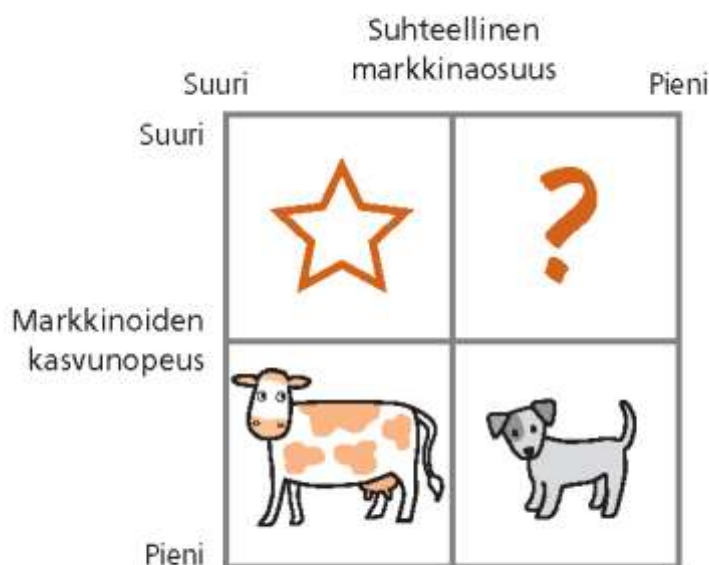 Suhteellinen
markkinaosuus
Suuri
Pieni
Suuri
?
Markkinoiden
kasvunopeus
Pieni